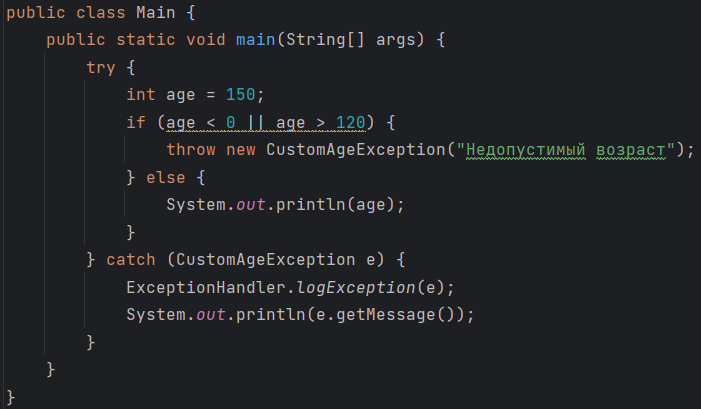 public class Main {
    public static void main(String[] args) {
        try {
            int age = 150;
            if (age < 0 || age > 120) {
                throw new CustomAgeException("Недопустимый возраст");
            } else {
                System.out.println(age);
            }
        } catch (CustomAgeException e) {
            ExceptionHandler.logException(e);
            System.out.println(e.getMessage());
        }
    }
}